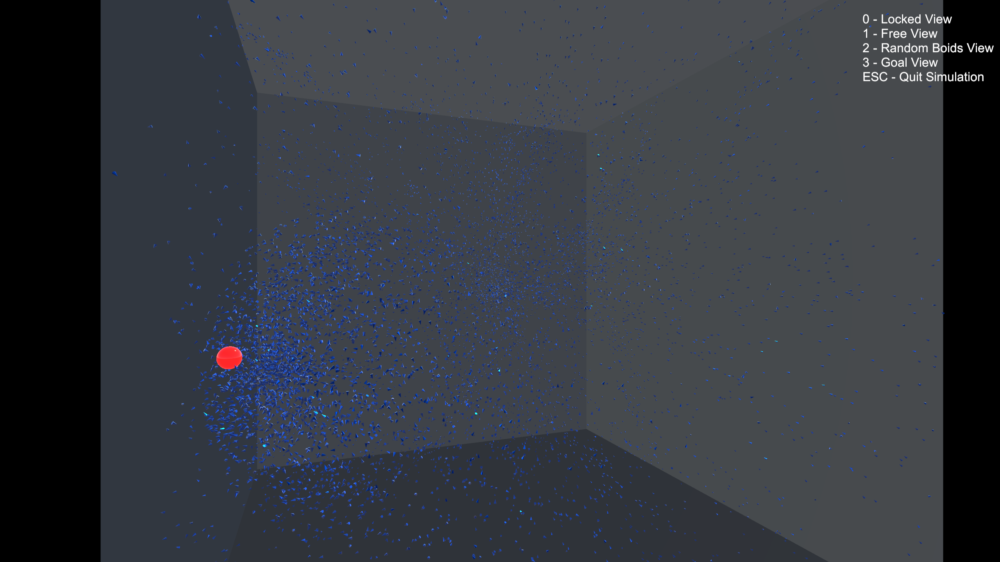 0 - Locked View
1 - Free View
2 - Random Boids View
3 - Goal View
ESC - Quit Simulation